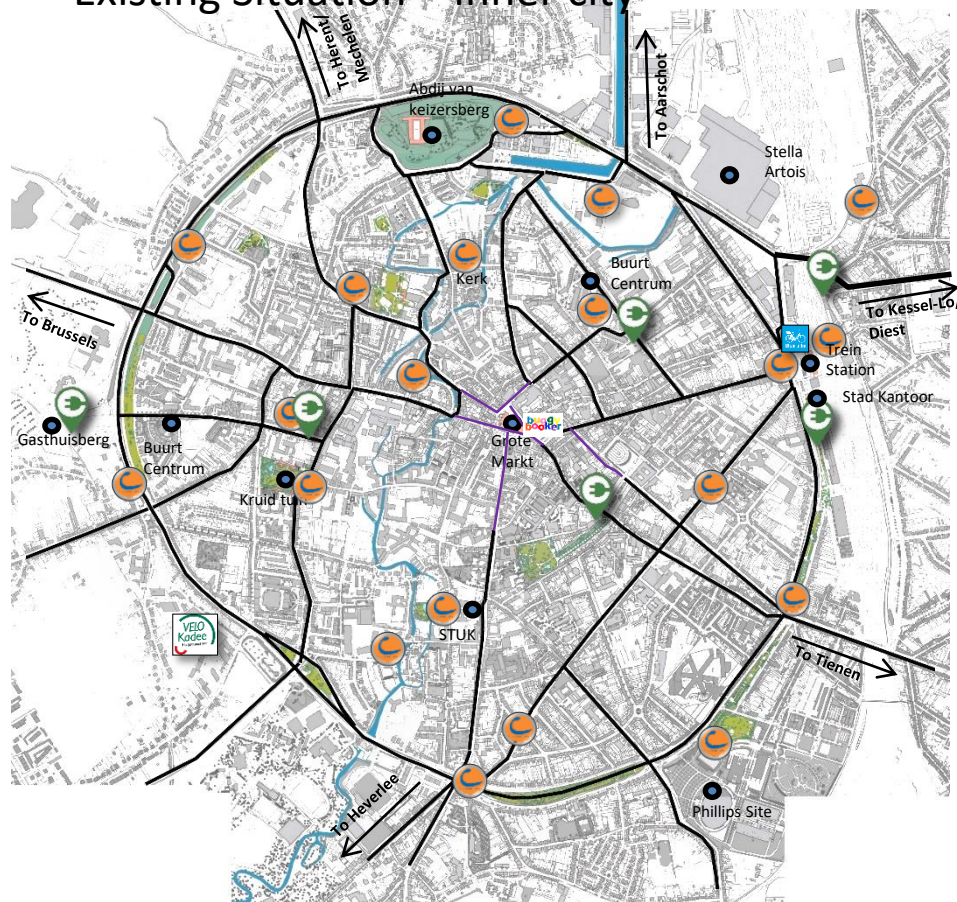 Existing Situation – Inner city
To Herent/
Mechelen
To Aarschot
Abdij van
keizersberg
Stella
Artois
Kerk
Buurt
Centrum
To Kessel-Lo/
Diest
To Brussels
Trein
Station
Stad Kantoor
Gasthuisberg
Buurt
Centrum
buggy
booker
Grote
Markt
Kruid tuin
STUK
VELO
Kadee
To Tienen
To Heverlee
Phillips Site